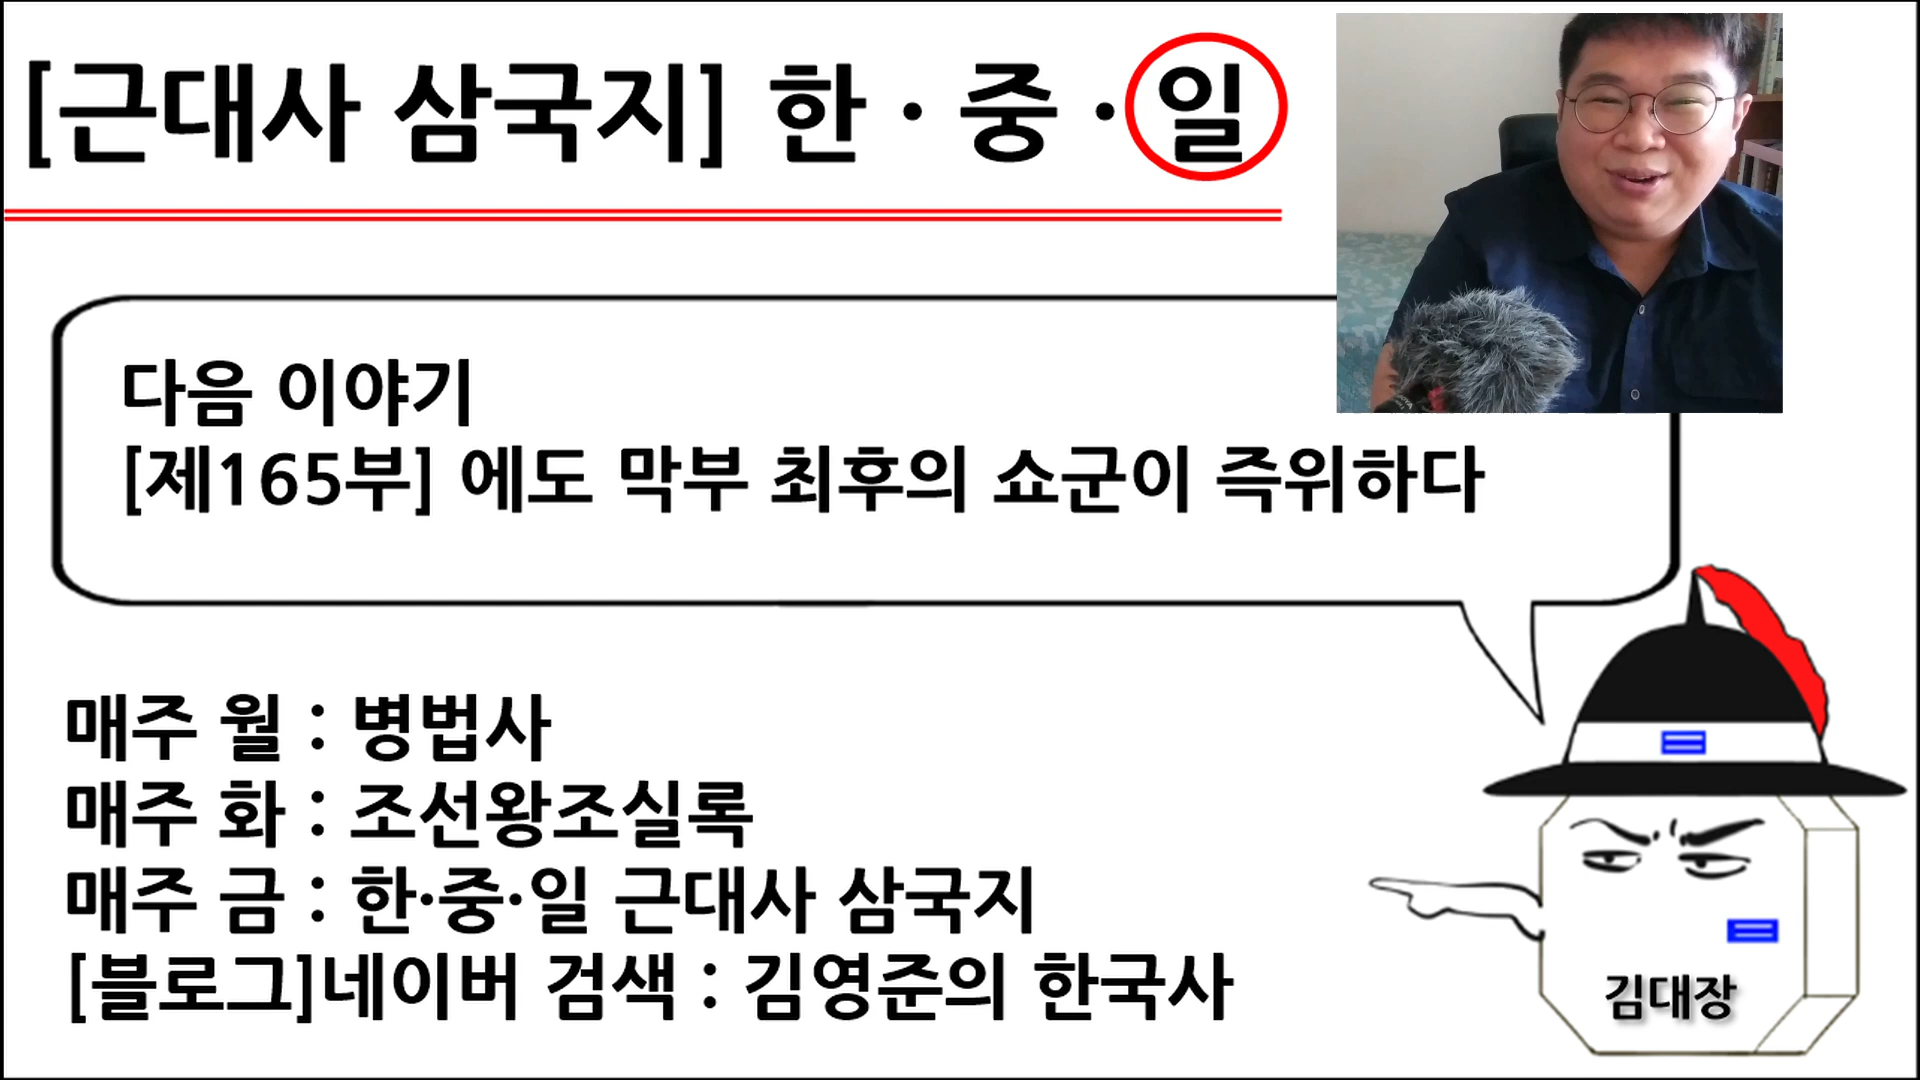 [근대사 삼국지] 한 · 중 · 일
다음 이야기
[제165부] 에도 막부 최후의 쇼군이 즉위하다
매주 월 : 병법사
매주 화 : 조선왕조실록
매주 금 : 한·중·일 근대사 삼국지
[블로그]네이버 검색 : 김영준의 한국사
김대장